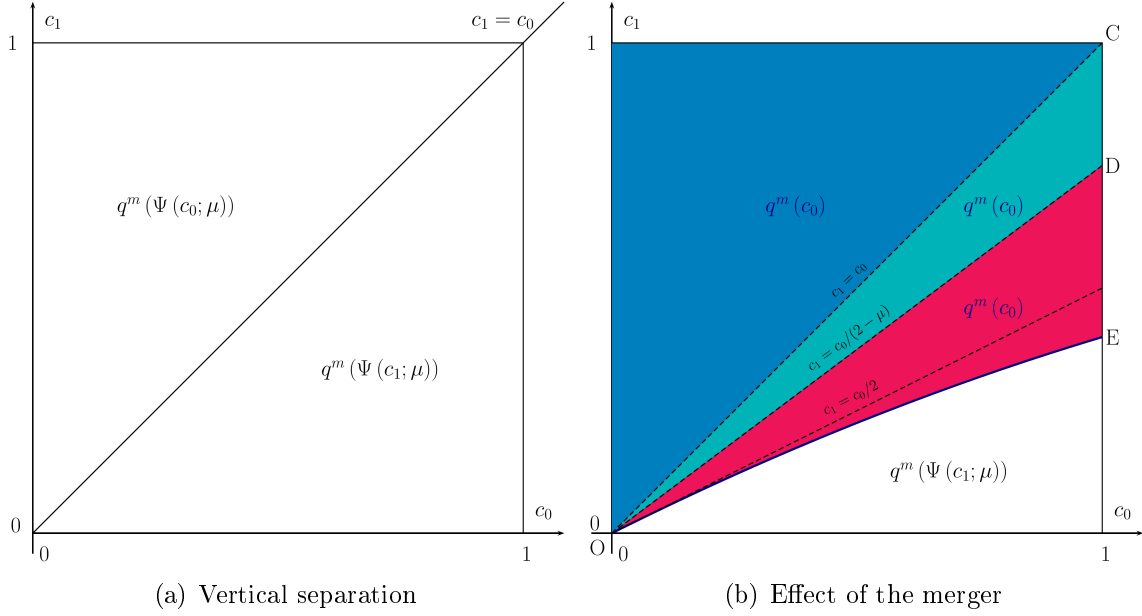 c₁
c₁ = c₀
1
qᵐ (Ψ (c₀; μ))
qᵐ (Ψ (c₁; μ))
0
c₀
0
1
(a) Vertical separation
c₁
C
1
D
qᵐ (c₀)
qᵐ (c₀)
c₁ = c₀
qᵐ (c₀)
c₁ = c₀/(2 − μ)
E
c₁ = c₀/2
qᵐ (Ψ (c₁; μ))
0
c₀
O
0
1
(b) Effect of the merger